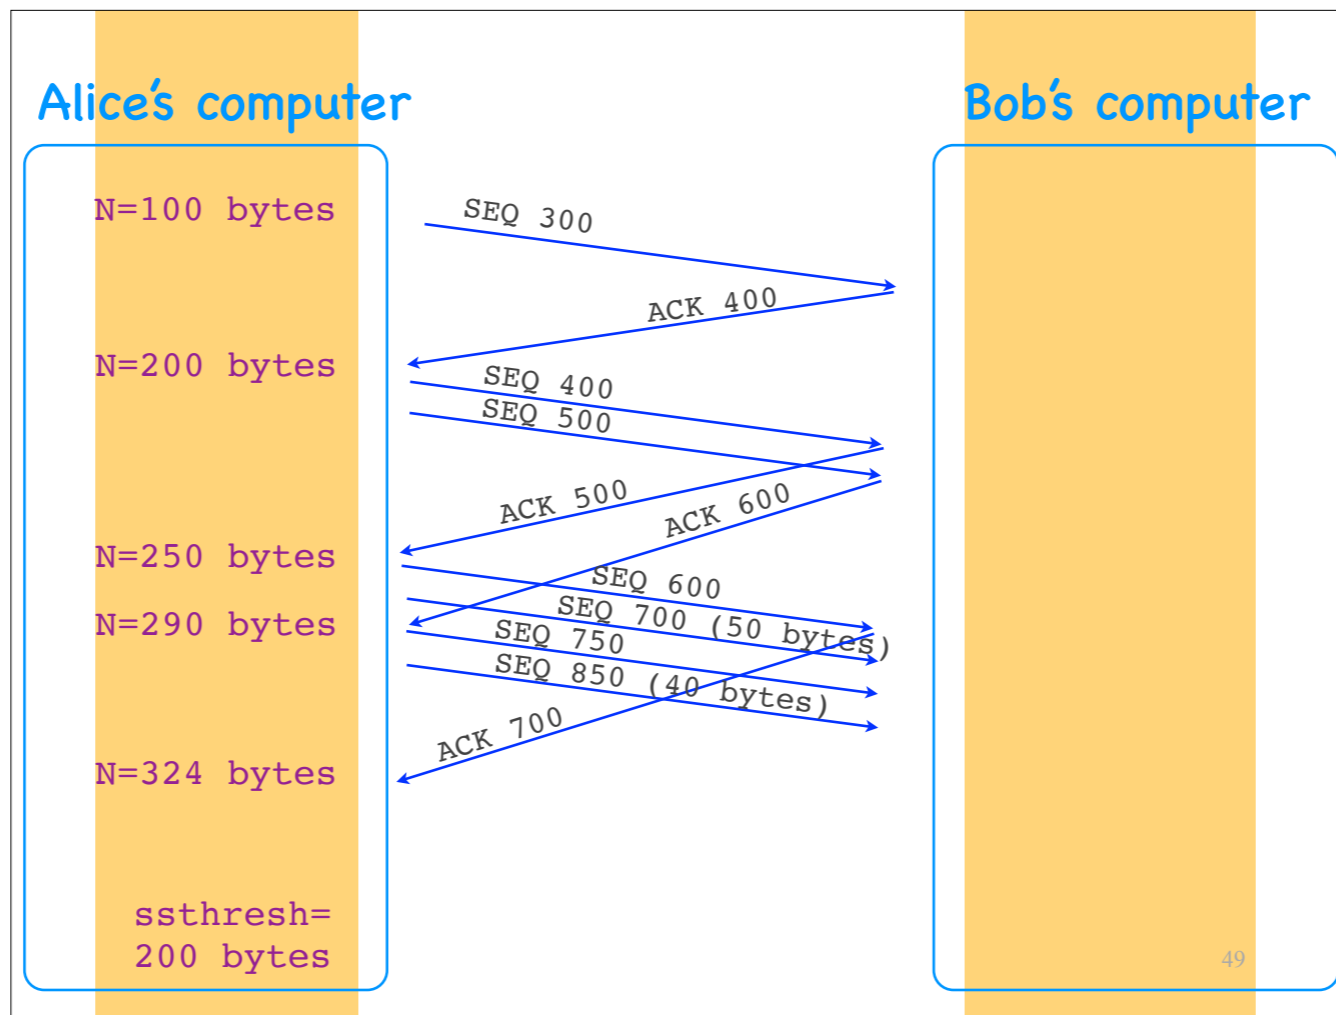 Alice's computer
Bob's computer
N=100 bytes
SEQ 300
ACK 400
N=200 bytes
SEQ 400
SEQ 500
ACK 500
ACK 600
N=250 bytes
SEQ 600
SEQ 700 (50 bytes)
N=290 bytes
SEQ 750
SEQ 850 (40 bytes)
ACK 700
N=324 bytes
ssthresh=
200 bytes
49